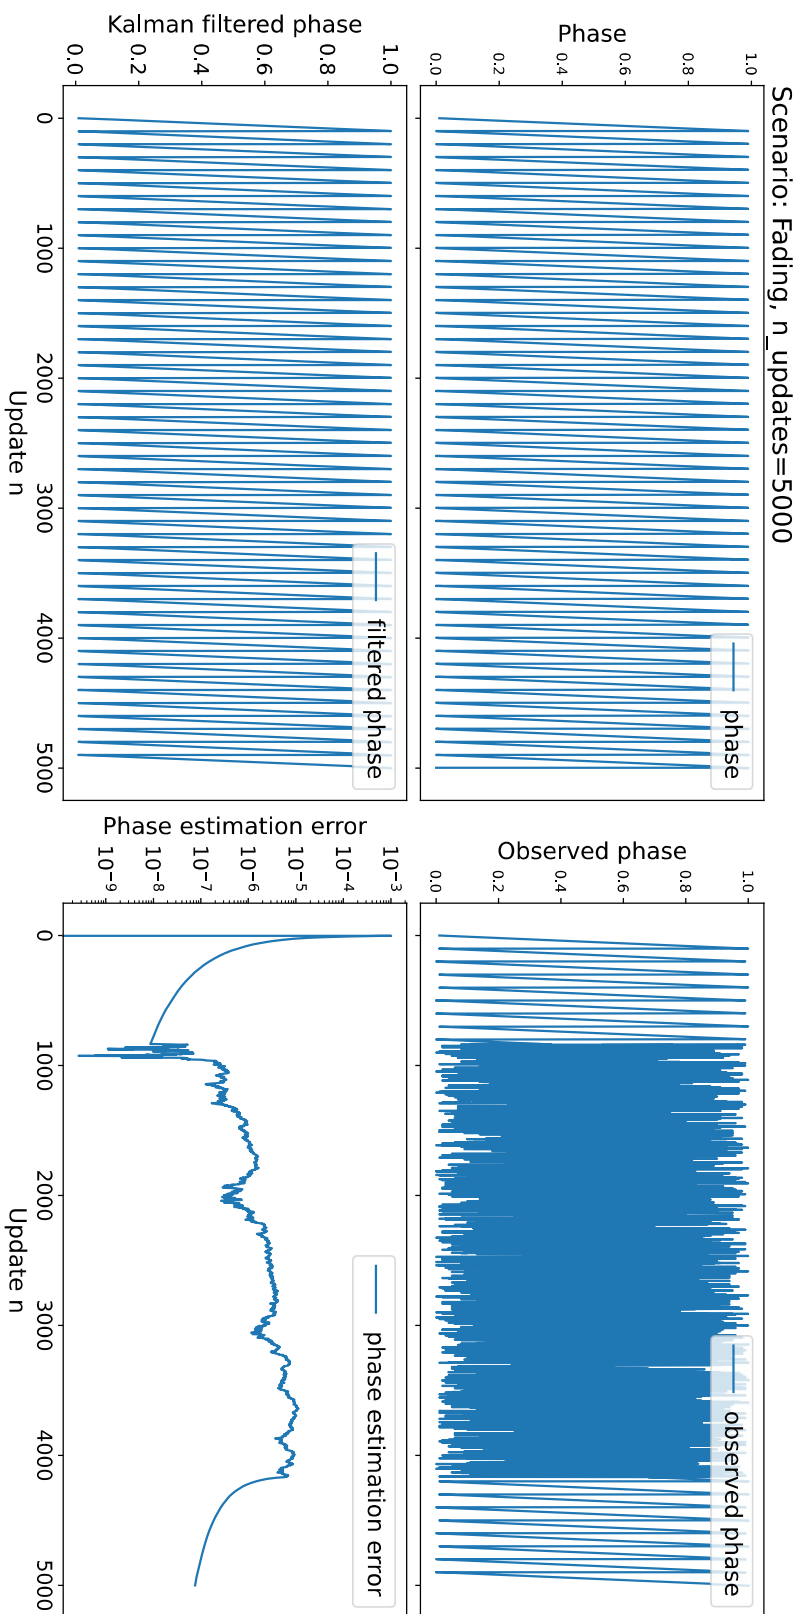 Scenario: Fading, n_updates=5000
Phase
1.0
0.8
0.6
0.4
0.2
0.0
phase
Observed phase
1.0
0.8
0.6
0.4
0.2
0.0
observed phase
Kalman filtered phase
1.0
0.8
0.6
0.4
0.2
0.0
0 1000 2000 3000 4000 5000
Update n
filtered phase
Phase estimation error
10⁻³
10⁻⁴
10⁻⁵
10⁻⁶
10⁻⁷
10⁻⁸
10⁻⁹
0 1000 2000 3000 4000 5000
Update n
phase estimation error